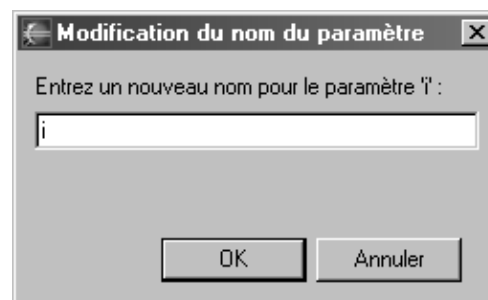 Modification du nom du paramètre
Entrez un nouveau nom pour le paramètre 'i' :
i
OK
Annuler